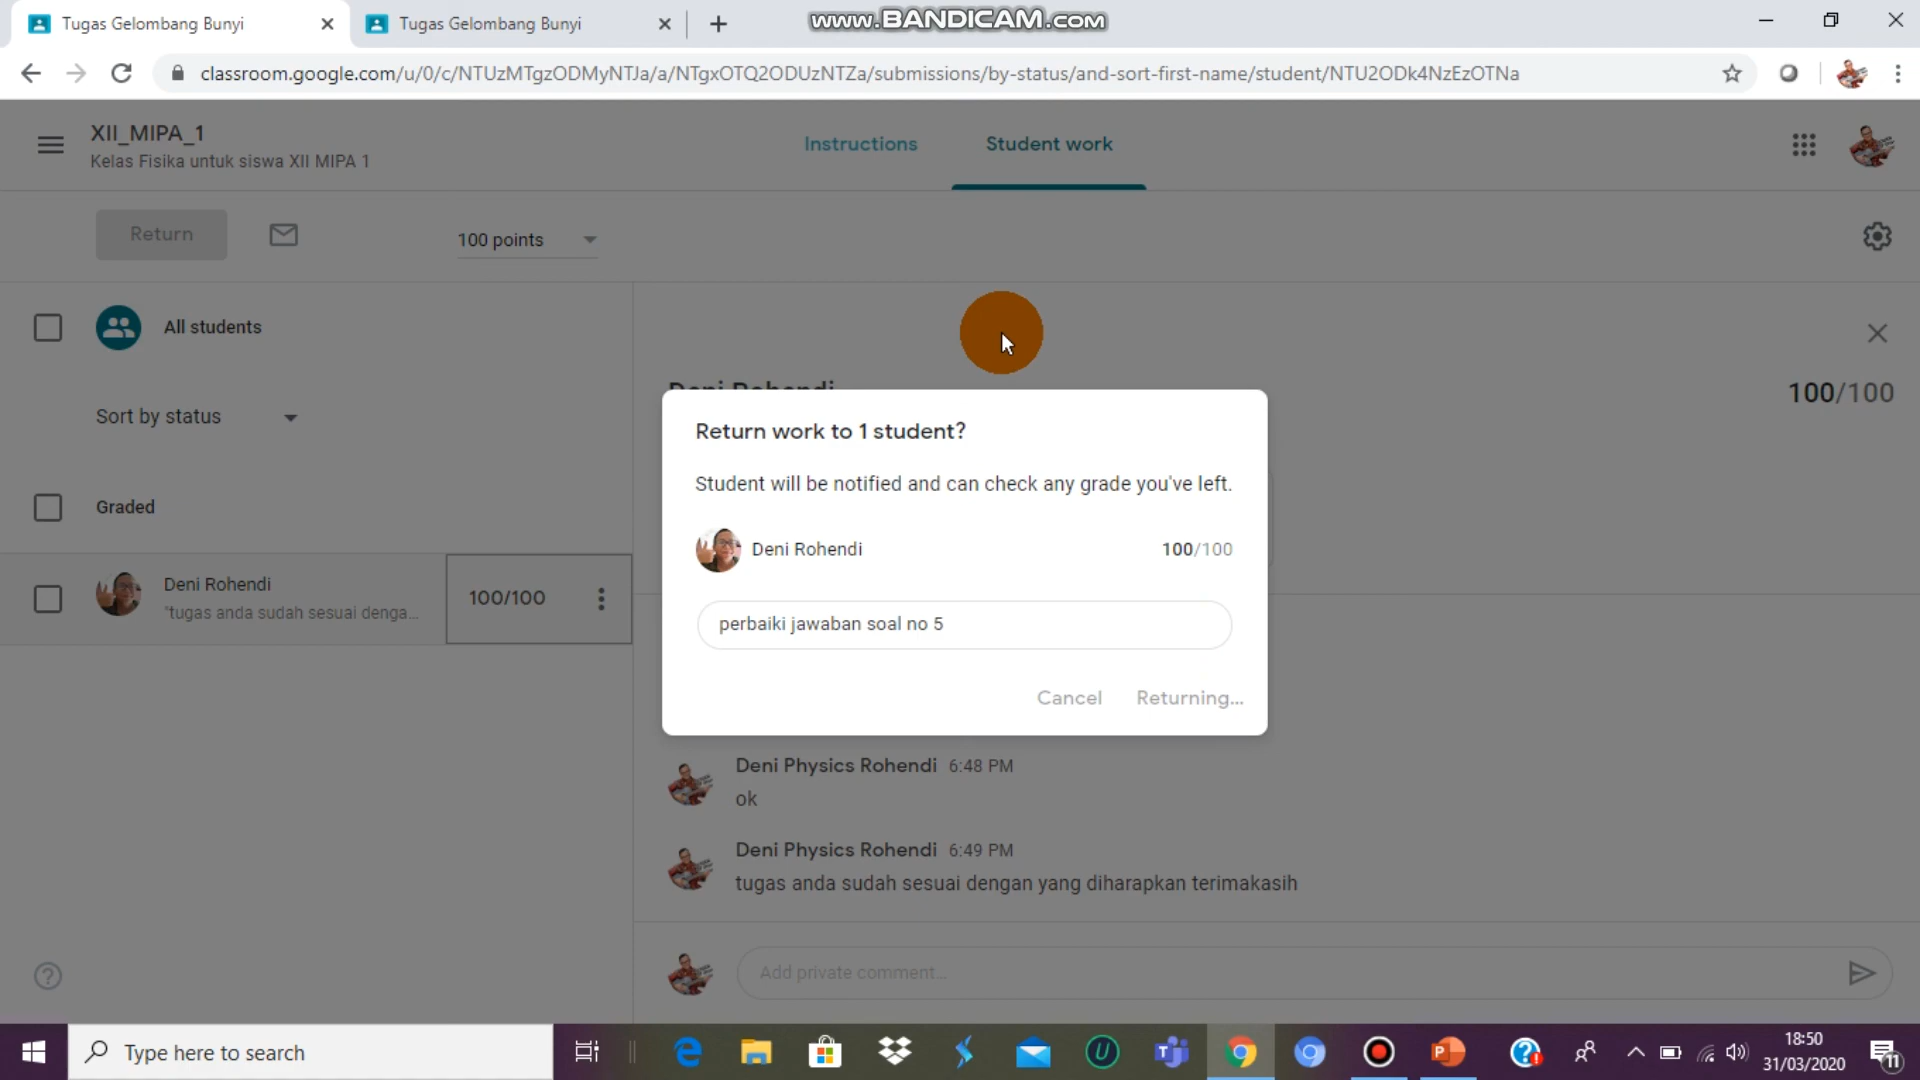 Tugas Gelombang Bunyi
Tugas Gelombang Bunyi
www.BANDICAM.com
classroom.google.com/u/0/c/NTUzMTgzODMyNTJa/a/NTgxOTQ2ODUzNTZa/submissions/by-status/and-sort-first-name/student/NTU2ODk4NzEzOTNa
XII_MIPA_1
Kelas Fisika untuk siswa XII MIPA 1
Instructions
Student work
Return
100 points
All students
Sort by status
Graded
Deni Rohendi
"tugas anda sudah sesuai denga...
100/100
Deni Rohendi
100/100
Return work to 1 student?
Student will be notified and can check any grade you've left.
Deni Rohendi
100/100
perbaiki jawaban soal no 5
Cancel
Returning...
Deni Physics Rohendi 6:48 PM
ok
Deni Physics Rohendi 6:49 PM
tugas anda sudah sesuai dengan yang diharapkan terimakasih
Add private comment...
Type here to search
18:50
31/03/2020
11